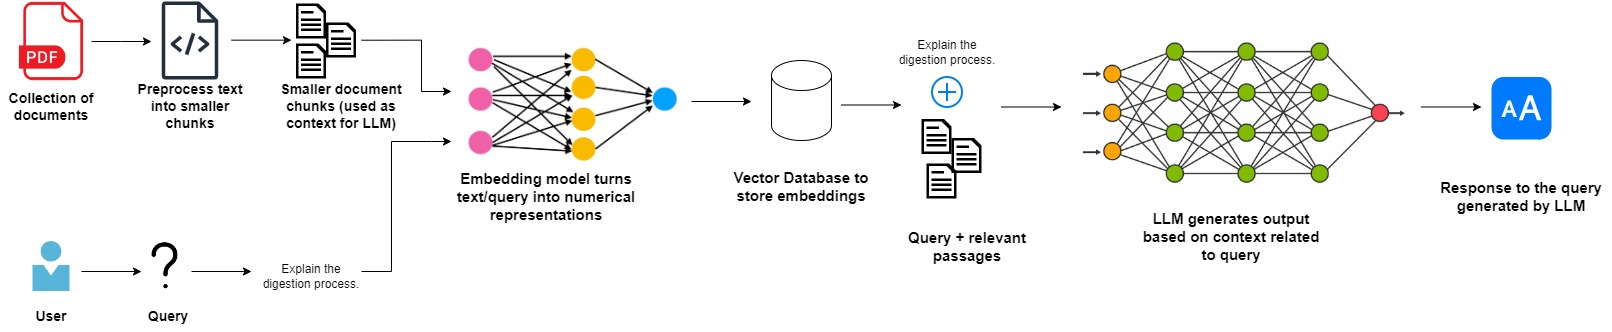 PDF
Collection of
documents
</>
Preprocess text
into smaller
chunks
Smaller document
chunks (used as
context for LLM)
User
?
Query
Explain the
digestion process.
Embedding model turns
text/query into numerical
representations
Vector Database to
store embeddings
Explain the
digestion process.
Query + relevant
passages
LLM generates output
based on context related
to query
AA
Response to the query
generated by LLM